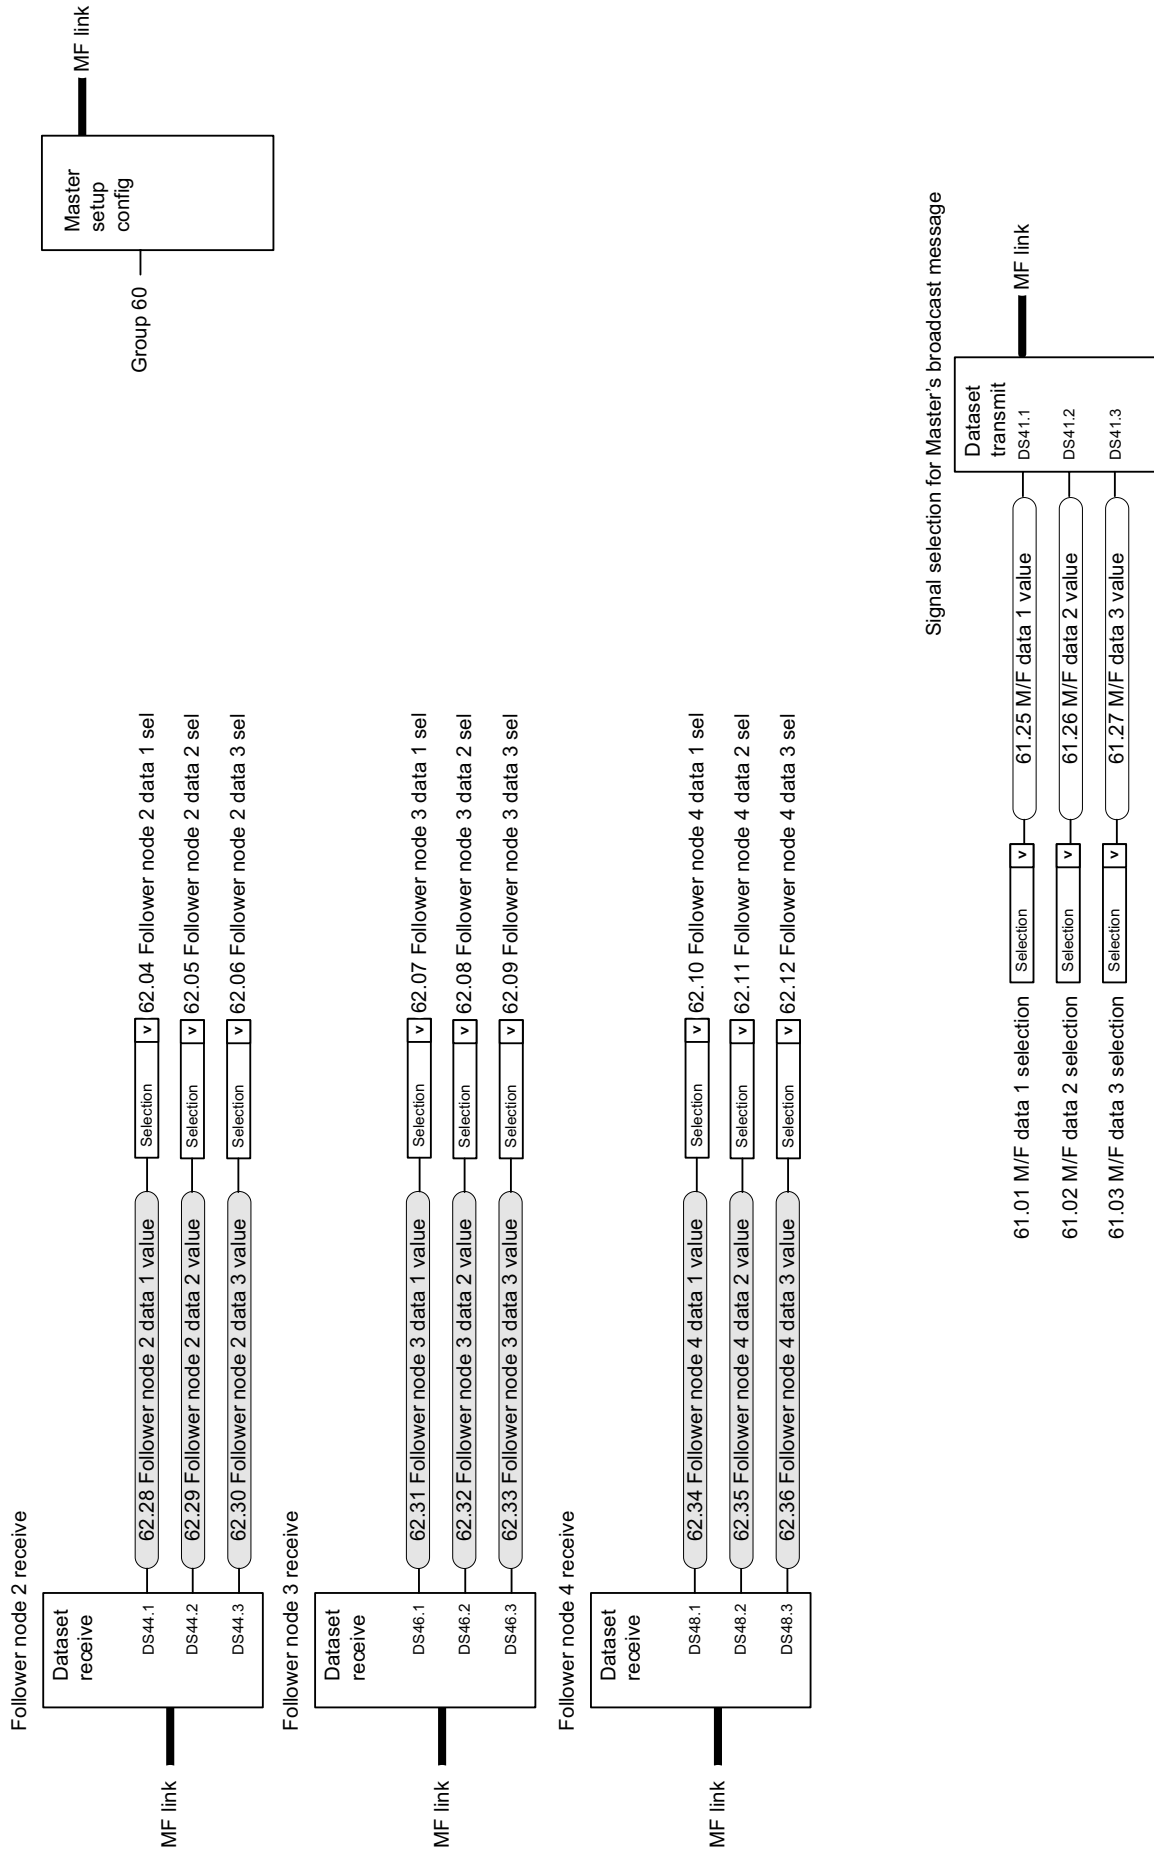 Follower node 2 receive
MF link
Dataset
receive
DS44.1
DS44.2
DS44.3
62.28 Follower node 2 data 1 value
Selection
v
62.04 Follower node 2 data 1 sel
62.29 Follower node 2 data 2 value
Selection
v
62.05 Follower node 2 data 2 sel
62.30 Follower node 2 data 3 value
Selection
v
62.06 Follower node 2 data 3 sel
Group 60
Master
setup
config
MF link
Follower node 3 receive
MF link
Dataset
receive
DS46.1
DS46.2
DS46.3
62.31 Follower node 3 data 1 value
Selection
v
62.07 Follower node 3 data 1 sel
62.32 Follower node 3 data 2 value
Selection
v
62.08 Follower node 3 data 2 sel
62.33 Follower node 3 data 3 value
Selection
v
62.09 Follower node 3 data 3 sel
Follower node 4 receive
MF link
Dataset
receive
DS48.1
DS48.2
DS48.3
62.34 Follower node 4 data 1 value
Selection
v
62.10 Follower node 4 data 1 sel
62.35 Follower node 4 data 2 value
Selection
v
62.11 Follower node 4 data 2 sel
62.36 Follower node 4 data 3 value
Selection
v
62.12 Follower node 4 data 3 sel
Signal selection for Master's broadcast message
61.01 M/F data 1 selection
Selection
v
61.25 M/F data 1 value
61.02 M/F data 2 selection
Selection
v
61.26 M/F data 2 value
61.03 M/F data 3 selection
Selection
v
61.27 M/F data 3 value
Dataset
transmit
DS41.1
DS41.2
DS41.3
MF link